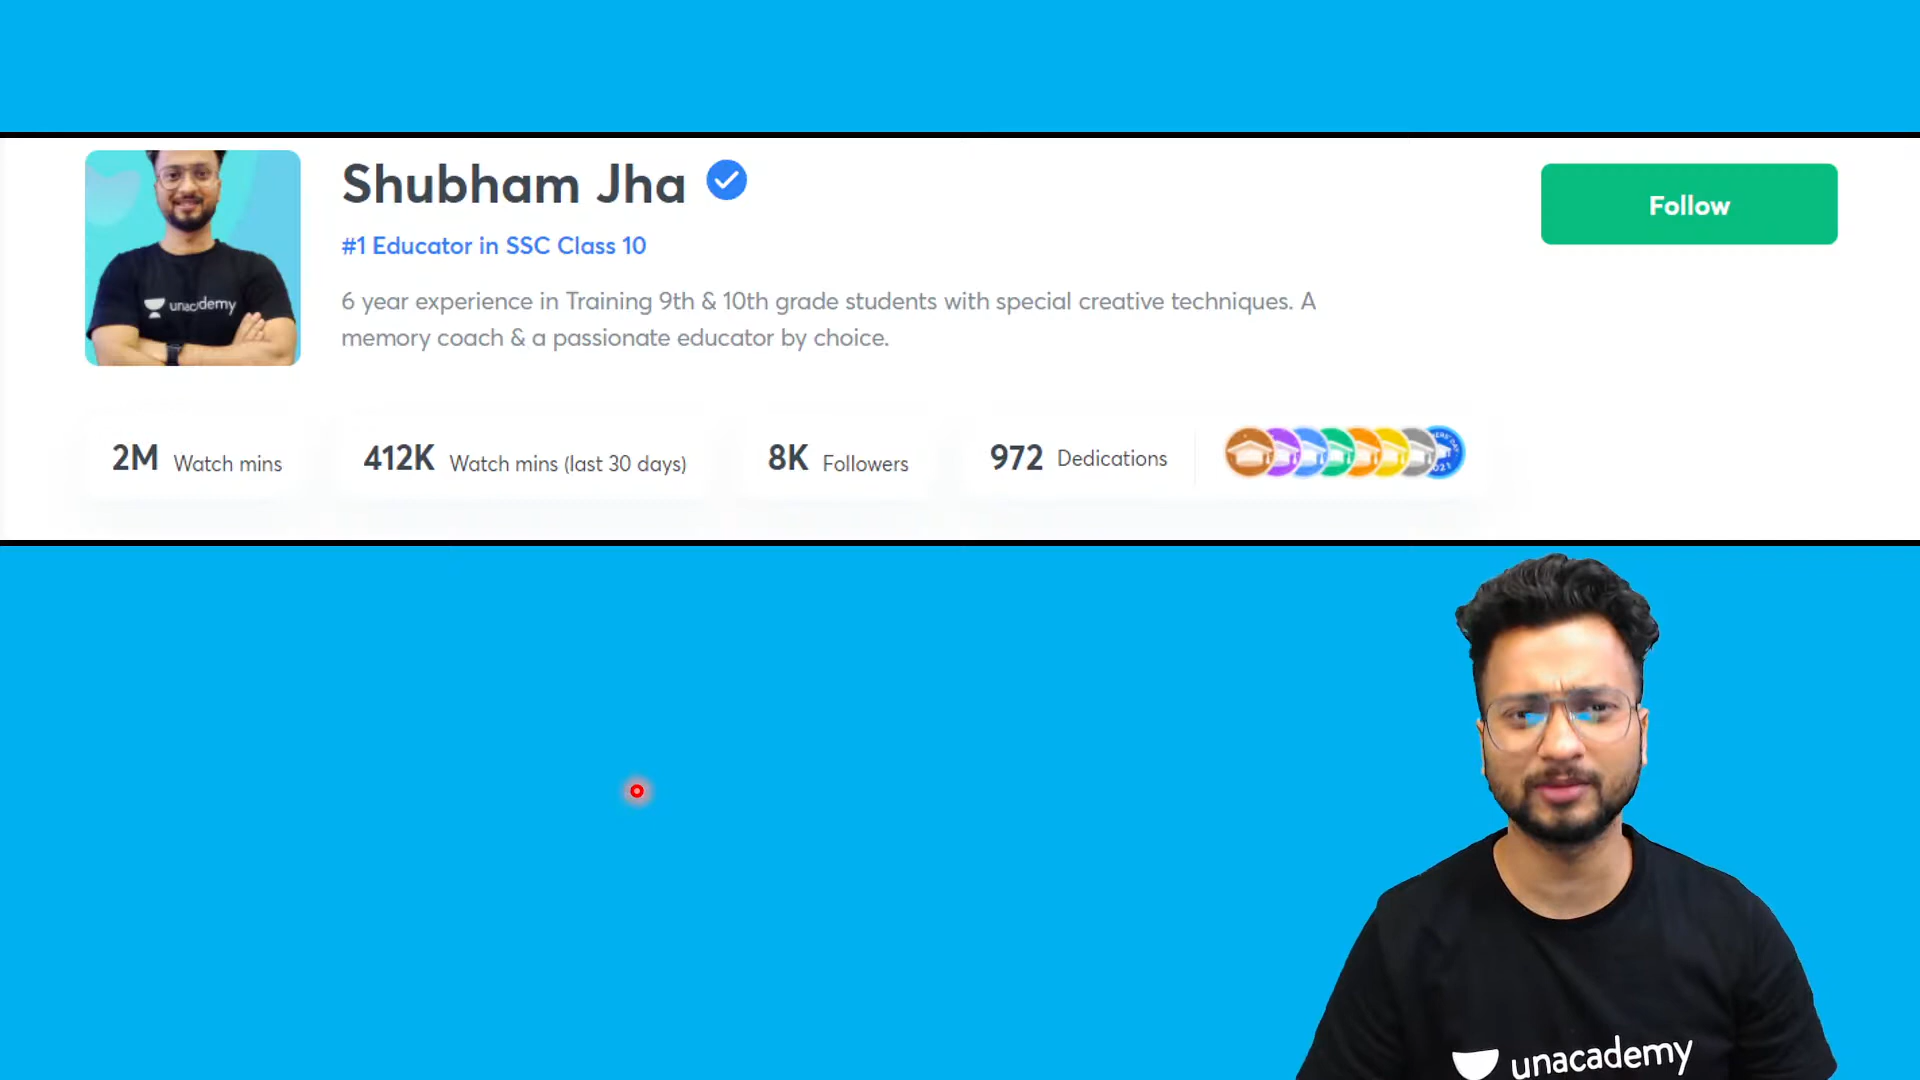 Shubham Jha
Follow
#1 Educator in SSC Class 10
6 year experience in Training 9th & 10th grade students with special creative techniques. A
memory coach & a passionate educator by choice.
unacademy
2M Watch mins
412K Watch mins (last 30 days)
8K Followers
972 Dedications
unacademy